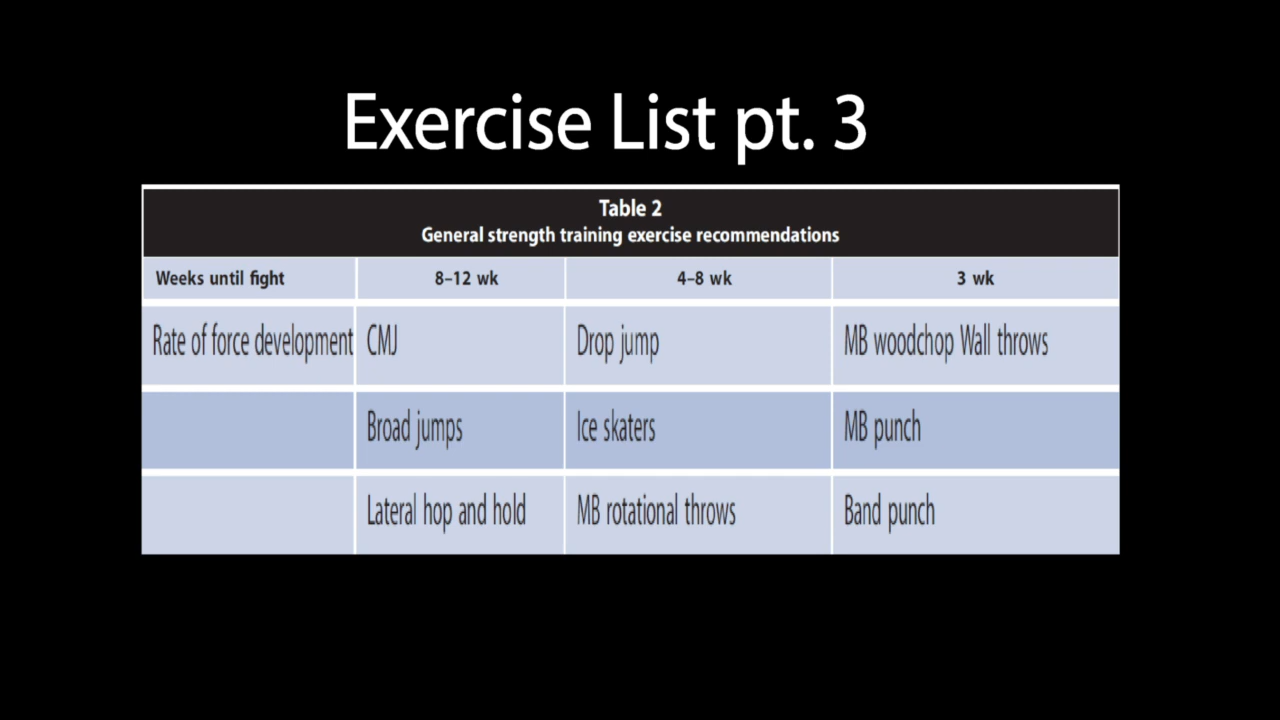 Exercise List pt. 3
Table 2
General strength training exercise recommendations
Weeks until fight 8–12 wk 4–8 wk 3 wk
Rate of force development CMJ Drop jump MB woodchop Wall throws
Broad jumps Ice skaters MB punch
Lateral hop and hold MB rotational throws Band punch